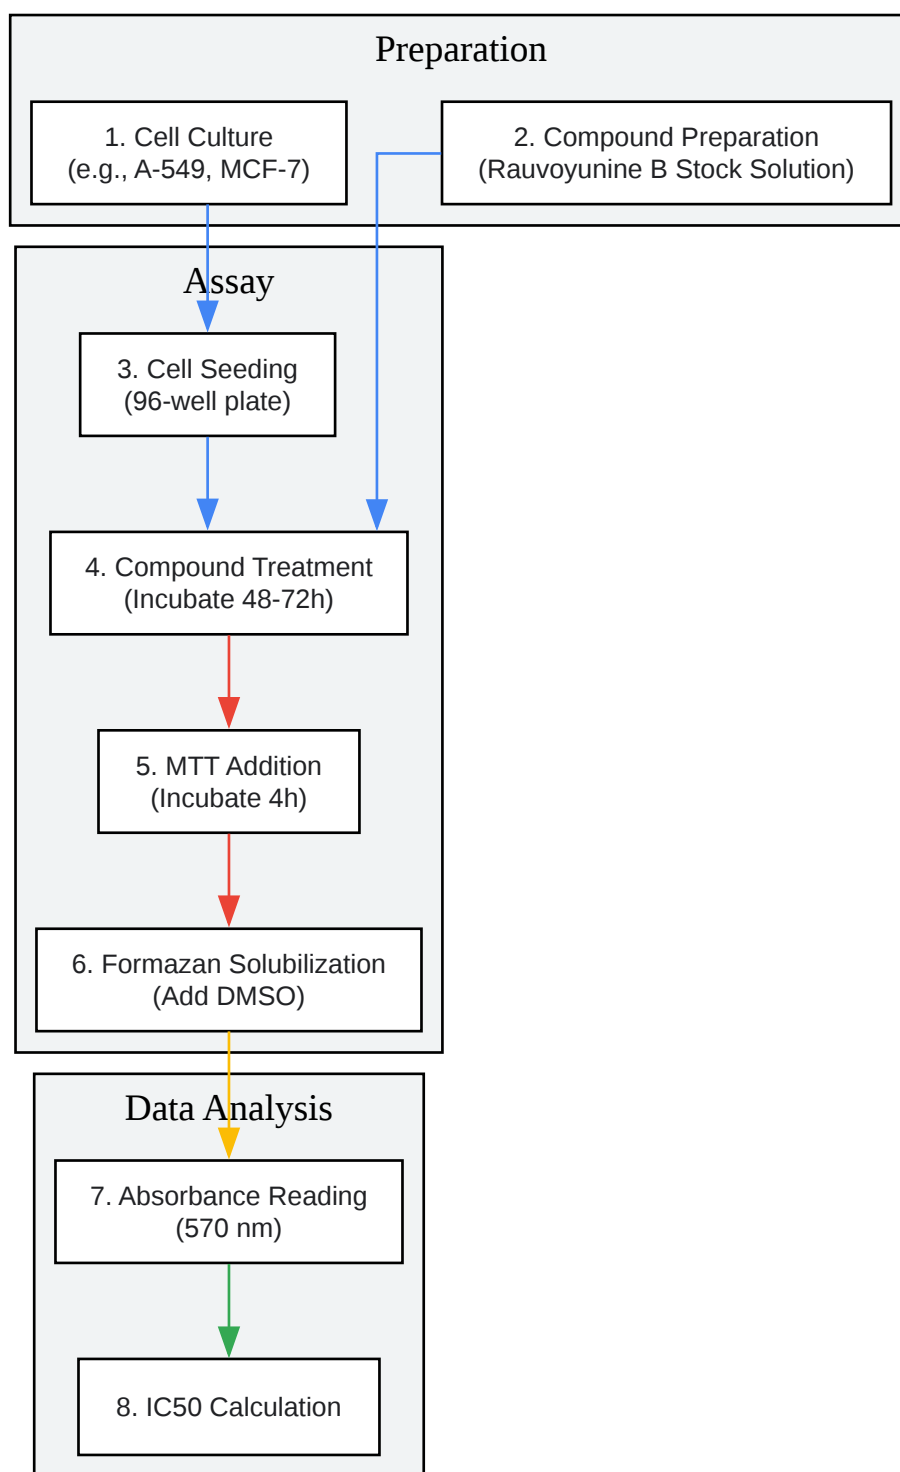 Preparation
1. Cell Culture
(e.g., A-549, MCF-7)
2. Compound Preparation
(Rauvoyunine B Stock Solution)
Assay
3. Cell Seeding
(96-well plate)
4. Compound Treatment
(Incubate 48-72h)
5. MTT Addition
(Incubate 4h)
6. Formazan Solubilization
(Add DMSO)
Data Analysis
7. Absorbance Reading
(570 nm)
8. IC50 Calculation